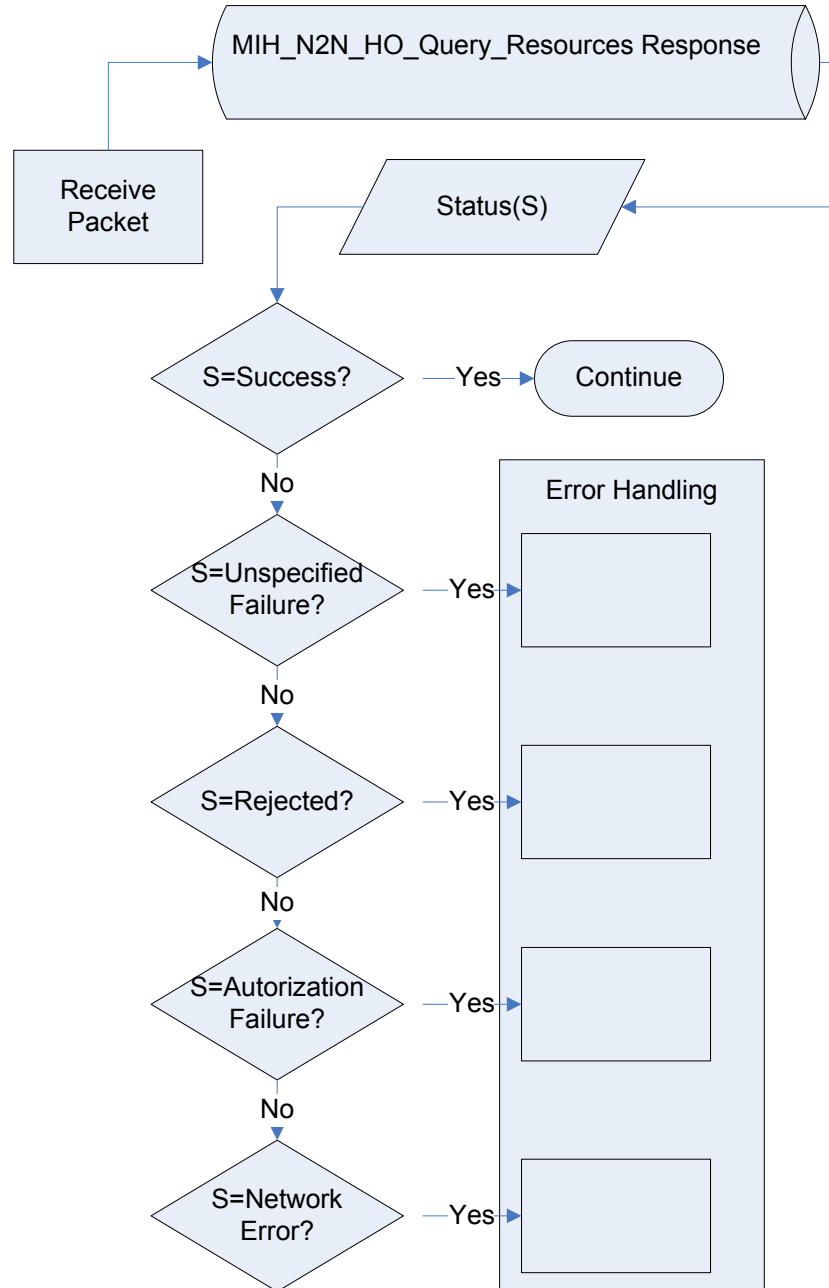 MIH_N2N_HO_Query_Resources Response
Receive
Packet
Status(S)
S=Success?
Yes
Continue
No
Error Handling
S=Unspecified
Failure?
Yes
No
S=Rejected?
Yes
No
S=Autorization
Failure?
Yes
No
S=Network
Error?
Yes